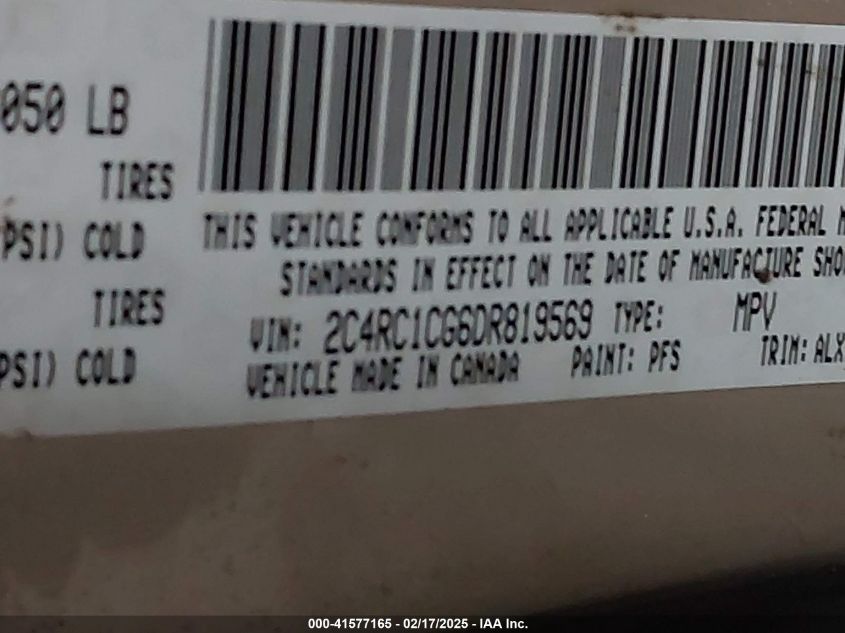 050 LB
TIRES
PSI) COLD
TIRES
PSI) COLD
THIS VEHICLE CONFORMS TO ALL APPLICABLE U.S.A. FEDERAL M
STANDARDS IN EFFECT ON THE DATE OF MANUFACTURE SHO
VIN: 2C4RC1CG6DR819569 TYPE: MPV
VEHICLE MADE IN CANADA PAINT: PFS TRIM: ALX
000-41577165 - 02/17/2025 - IAA Inc.